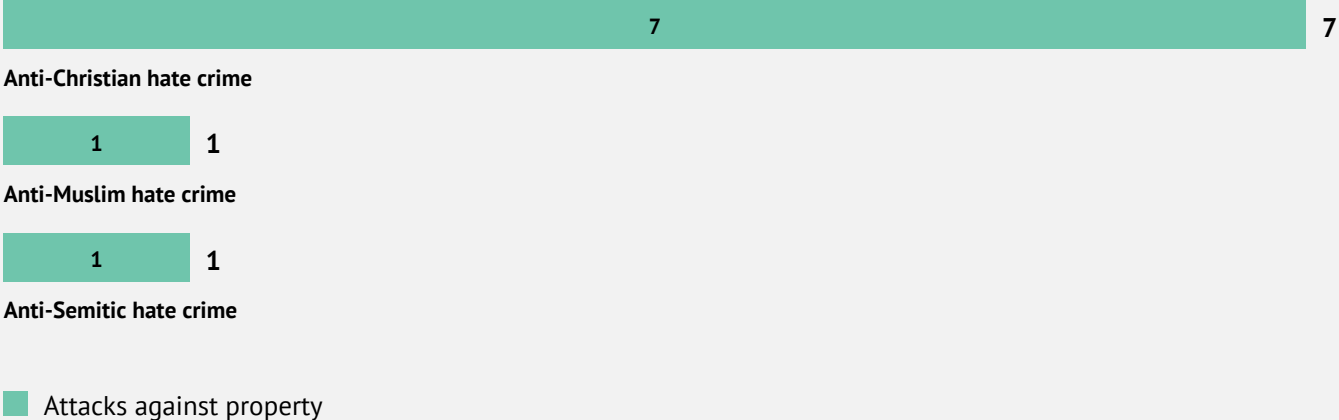 7 7
Anti-Christian hate crime
1 1
Anti-Muslim hate crime
1 1
Anti-Semitic hate crime
Attacks against property